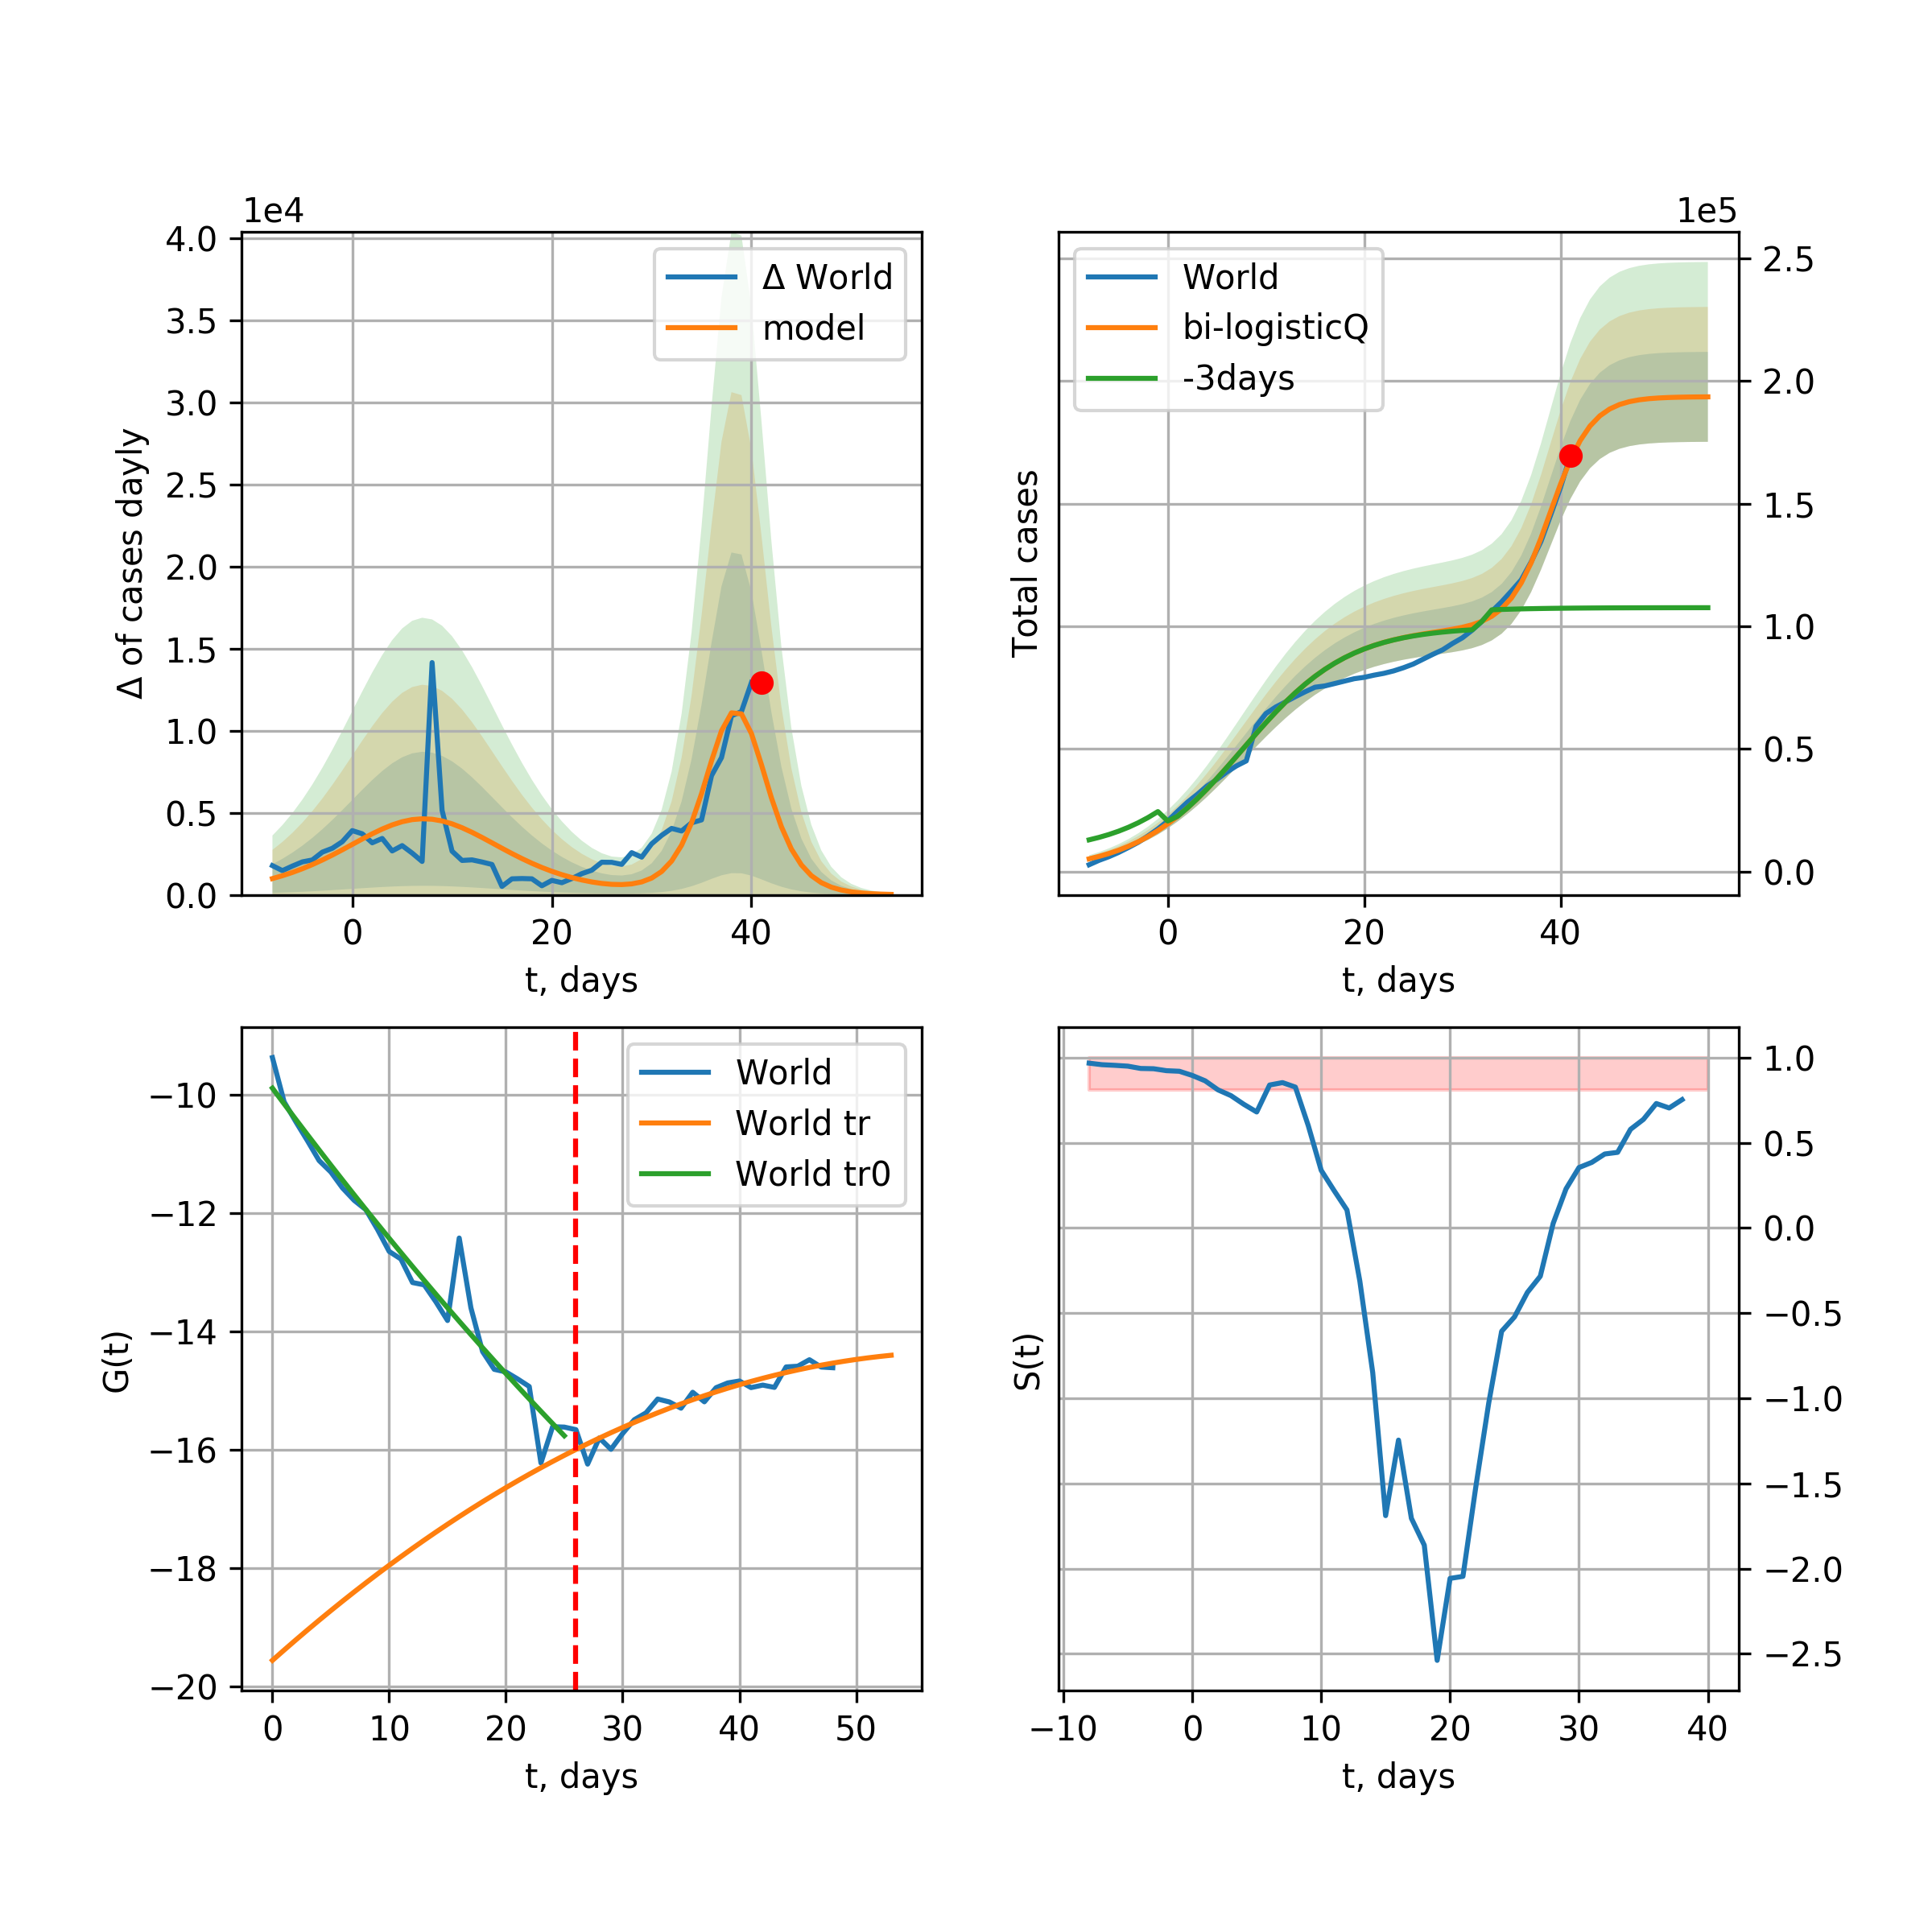 1e4
4.0
3.5
3.0
2.5
2.0
1.5
1.0
0.5
0.0
Δ of cases dayly
Δ World
model
0 20 40
t, days
1e5
2.5
2.0
1.5
1.0
0.5
0.0
Total cases
World
bi-logisticQ
-3days
0 20 40
t, days
−10
−12
−14
−16
−18
−20
G(t)
World
World tr
World tr0
0 10 20 30 40 50
t, days
1.0
0.5
0.0
−0.5
−1.0
−1.5
−2.0
−2.5
S(t)
−10 0 10 20 30 40
t, days